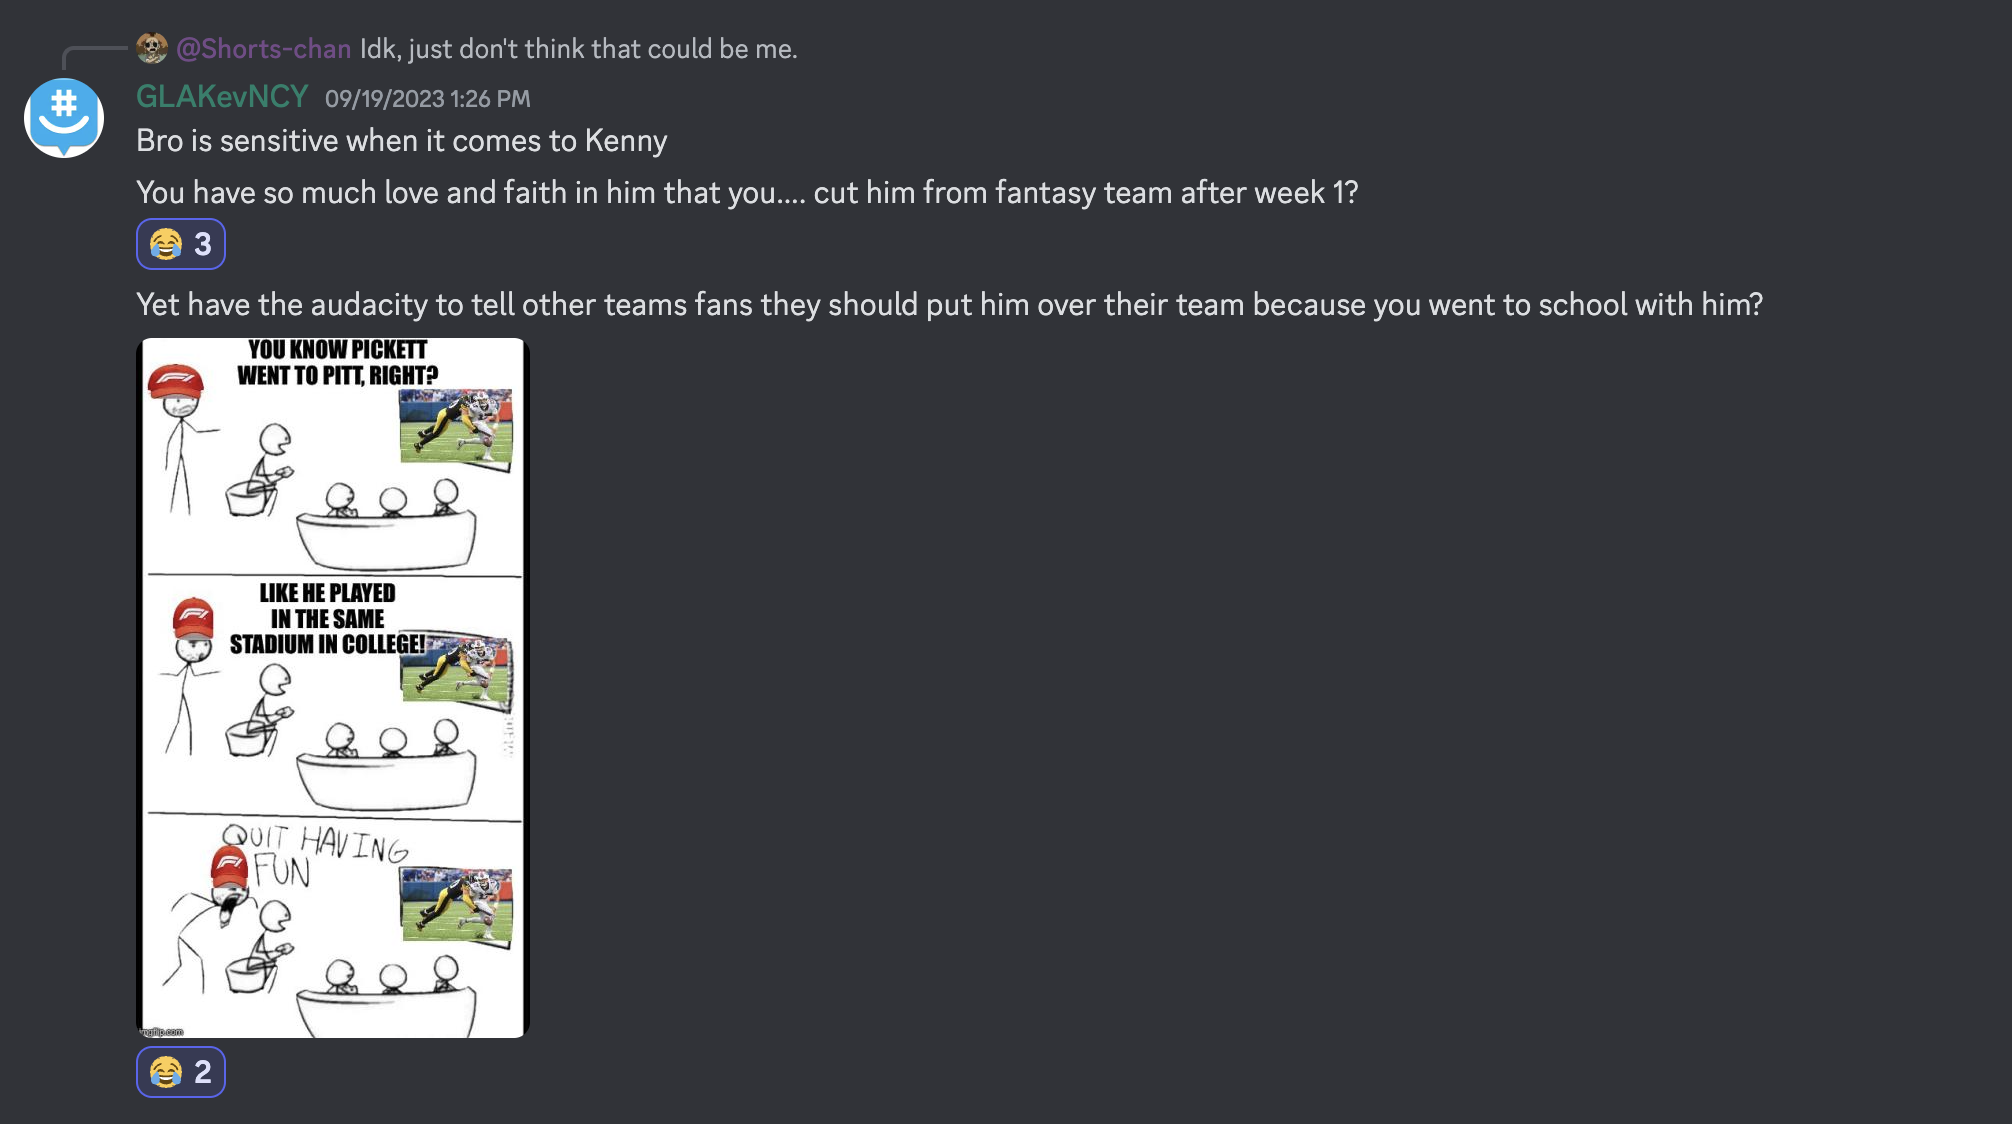 @Shorts-chan Idk, just don't think that could be me.
GLAKevNCY 09/19/2023 1:26 PM
Bro is sensitive when it comes to Kenny
You have so much love and faith in him that you.... cut him from fantasy team after week 1?
😂 3
Yet have the audacity to tell other teams fans they should put him over their team because you went to school with him?
YOU KNOW PICKETT
WENT TO PITT, RIGHT?
LIKE HE PLAYED
IN THE SAME
STADIUM IN COLLEGE!
QUIT HAVING
FUN
imgflip.com
😂 2